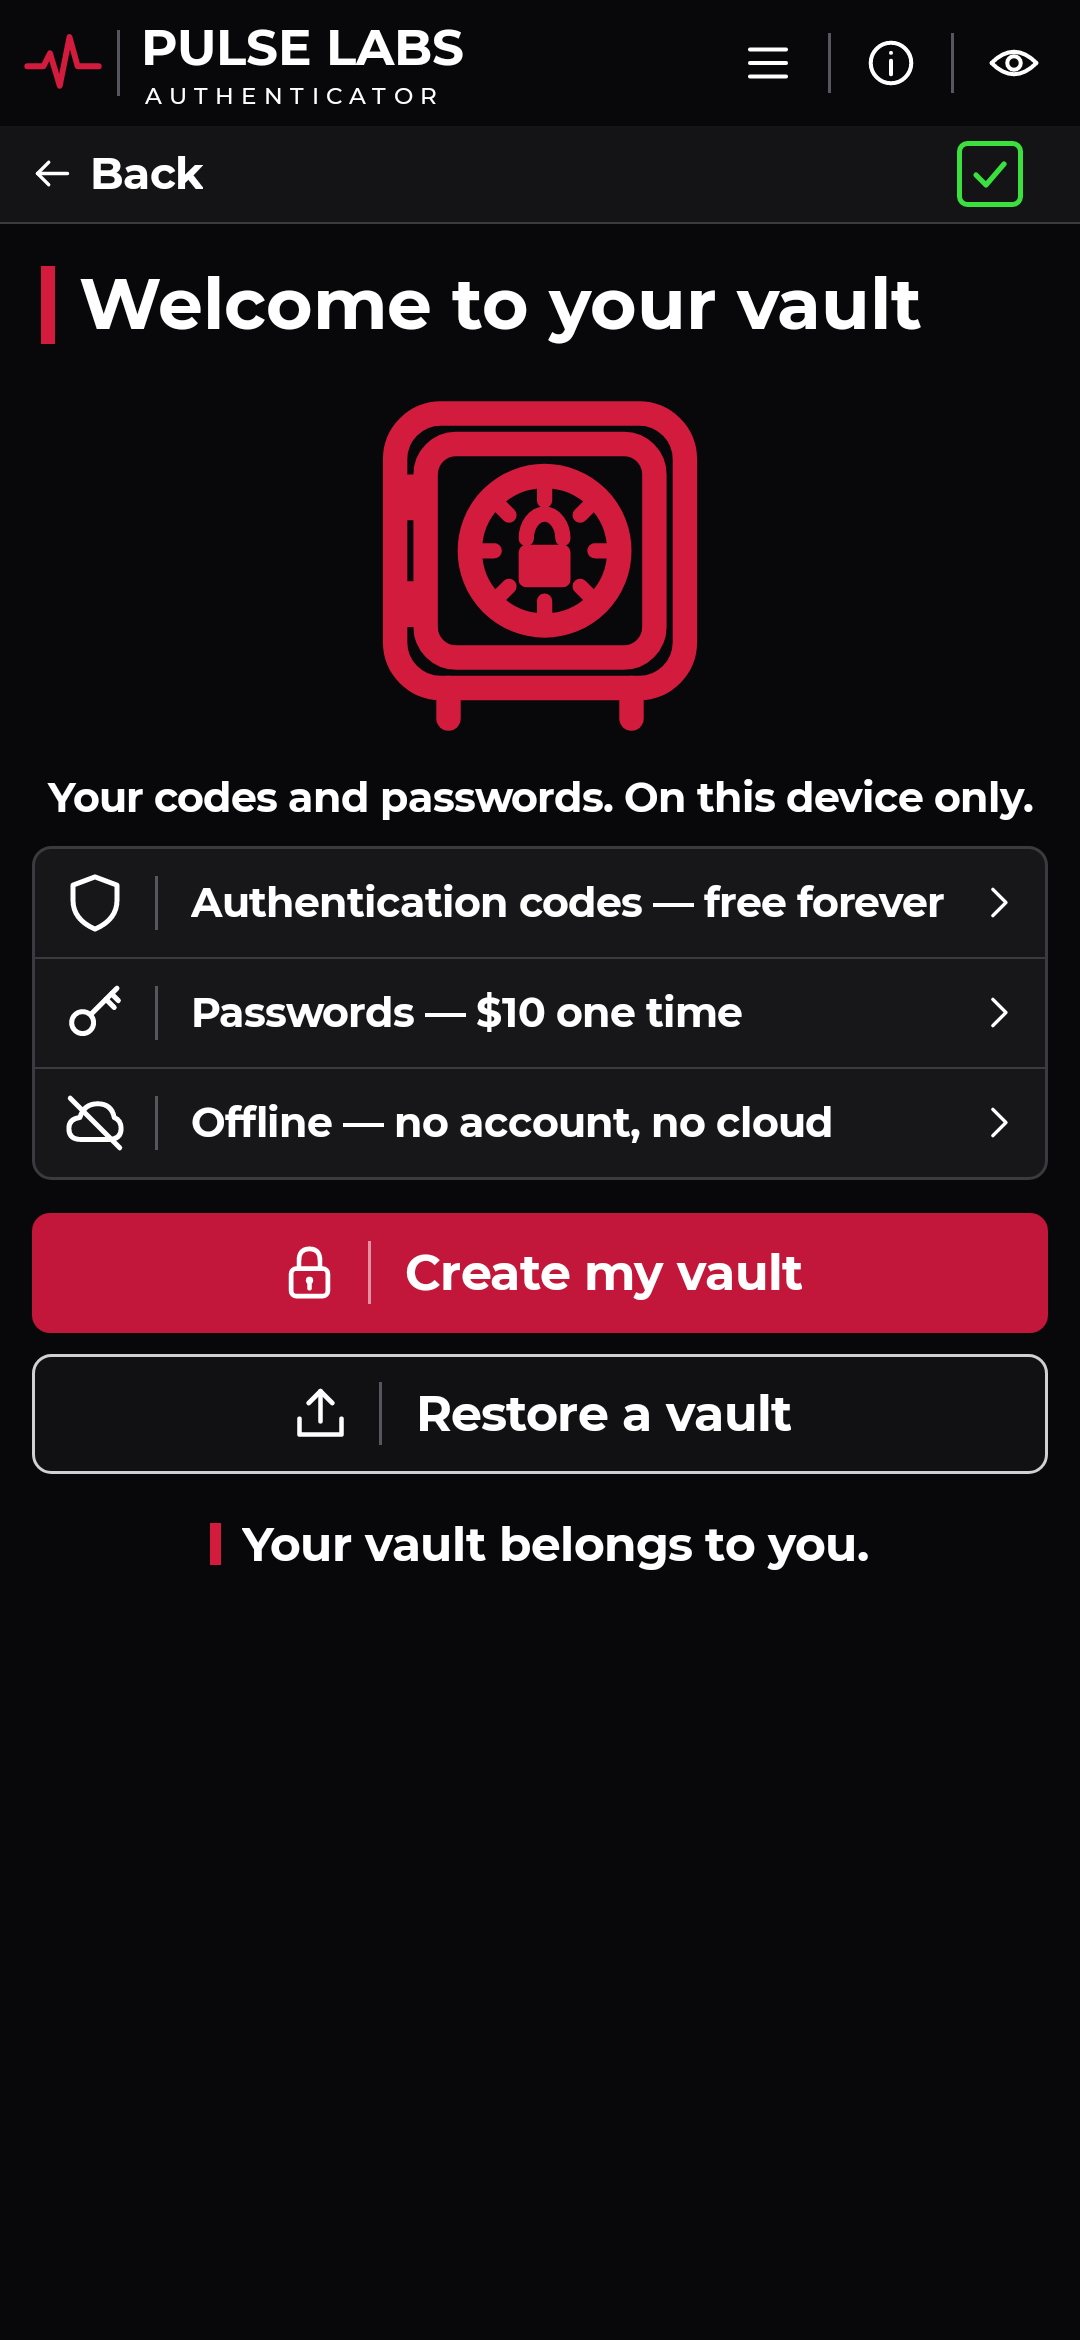 PULSE LABS
AUTHENTICATOR
Back
Welcome to your vault
Your codes and passwords. On this device only.
Authentication codes — free forever
Passwords — $10 one time
Offline — no account, no cloud
Create my vault
Restore a vault
Your vault belongs to you.